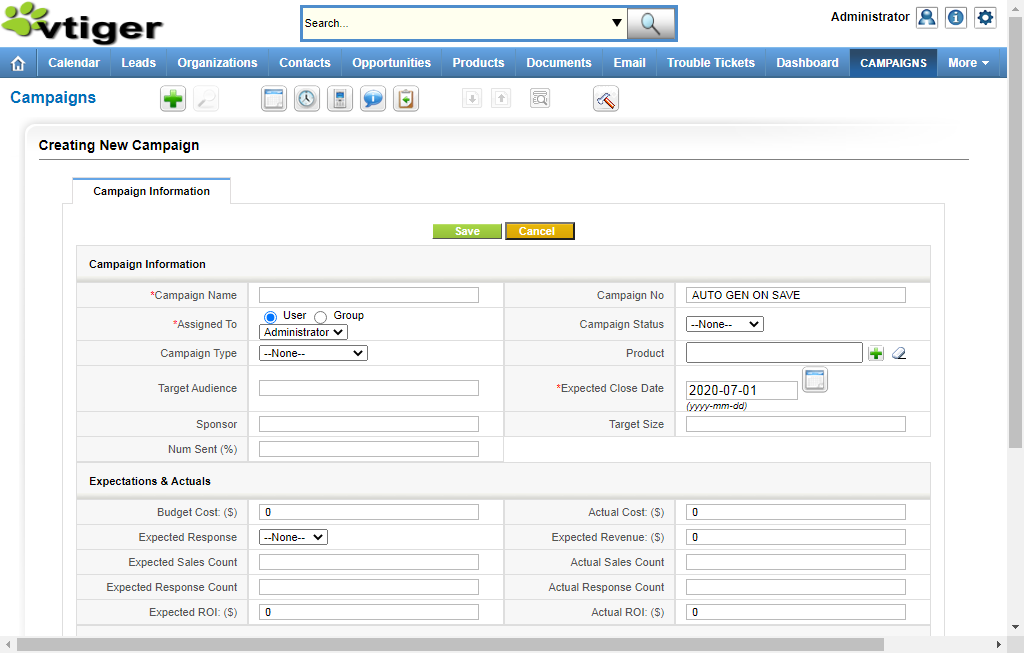 vtiger
Search...
Administrator
Calendar Leads Organizations Contacts Opportunities Products Documents Email Trouble Tickets Dashboard CAMPAIGNS More
Campaigns
Creating New Campaign
Campaign Information
Save Cancel
Campaign Information
*Campaign Name
Campaign No AUTO GEN ON SAVE
*Assigned To User Group
Administrator
Campaign Status --None--
Campaign Type --None--
Product
Target Audience
*Expected Close Date 2020-07-01
(yyyy-mm-dd)
Sponsor
Target Size
Num Sent (%)
Expectations & Actuals
Budget Cost: ($) 0
Actual Cost: ($) 0
Expected Response --None--
Expected Revenue: ($) 0
Expected Sales Count
Actual Sales Count
Expected Response Count
Actual Response Count
Expected ROI: ($) 0
Actual ROI: ($) 0